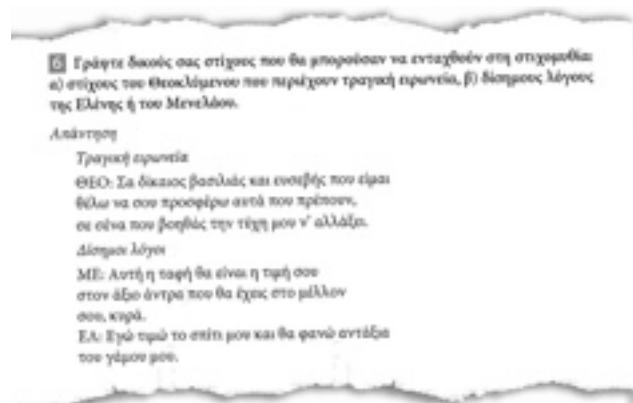 6 Γράψτε δικούς σας στίχους που θα μπορούσαν να ενταχθούν στη στιχομυθία:
α) στίχους του Θεοκλύμενου που περιέχουν τραγική ειρωνεία, β) δίσημους λόγους
της Ελένης ή του Μενελάου.
Απάντηση
Τραγική ειρωνεία
ΘΕΟ: Σα δίκαιος βασιλιάς και ευσεβής που είμαι
θέλω να σου προσφέρω αυτά που πρέπουν,
σε σένα που βοηθάς την τύχη μου ν' αλλάξει.
Δίσημοι λόγοι
ΜΕ: Αυτή η ταφή θα είναι η τιμή σου
στον άξιο άντρα που θα έχεις στο μέλλον
σου, κυρά.
ΕΛ: Εγώ τιμώ το σπίτι μου και θα φανώ αντάξια
του γάμου μου.